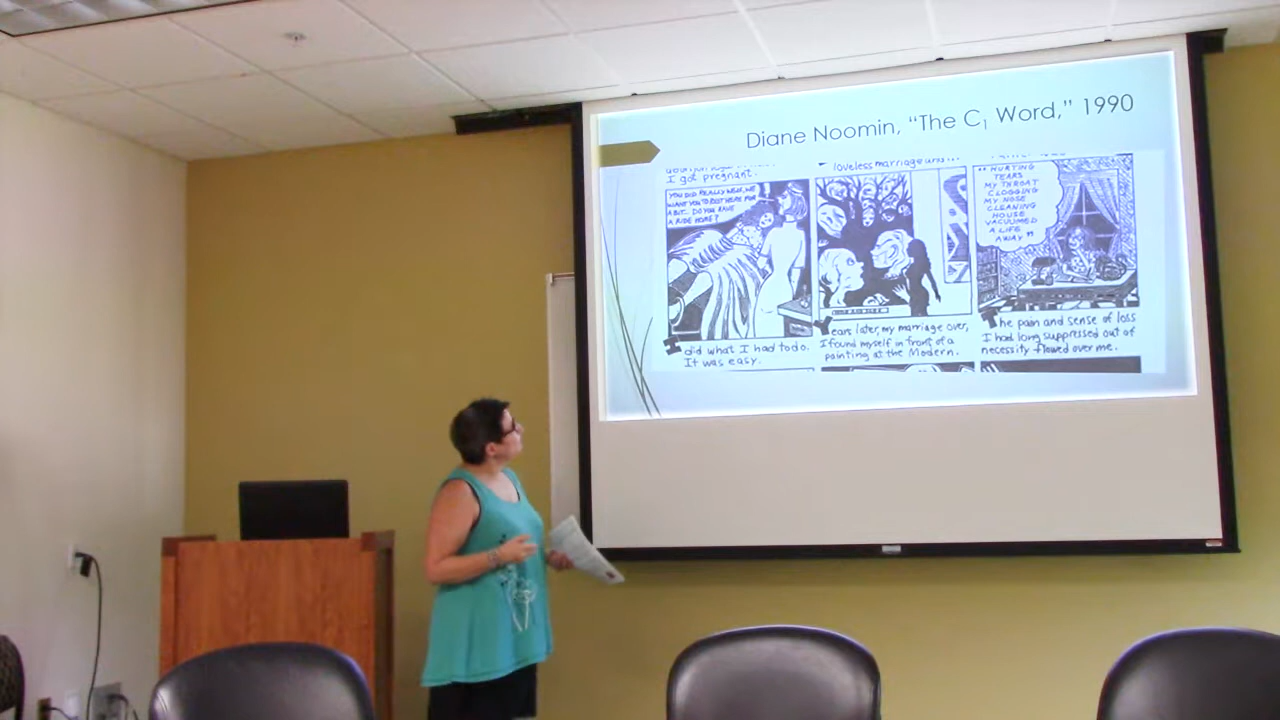 Diane Noomin, “The C₁ Word,” 1990
I got pregnant.
YOU DID REALLY WELL, WE
WANT YOU TO REST HERE FOR
A BIT... DO YOU HAVE
A RIDE HOME?
I did what I had to do.
It was easy.
loveless marriage
Years later, my marriage over,
I found myself in front of a
painting at the Modern.
"HURTING
TEARS
MY THROAT
CLOGGING
MY NOSE
CLEANING
HOUSE
VACUUMED
A LIFE
AWAY"
The pain and sense of loss
I had long suppressed out of
necessity flowed over me.